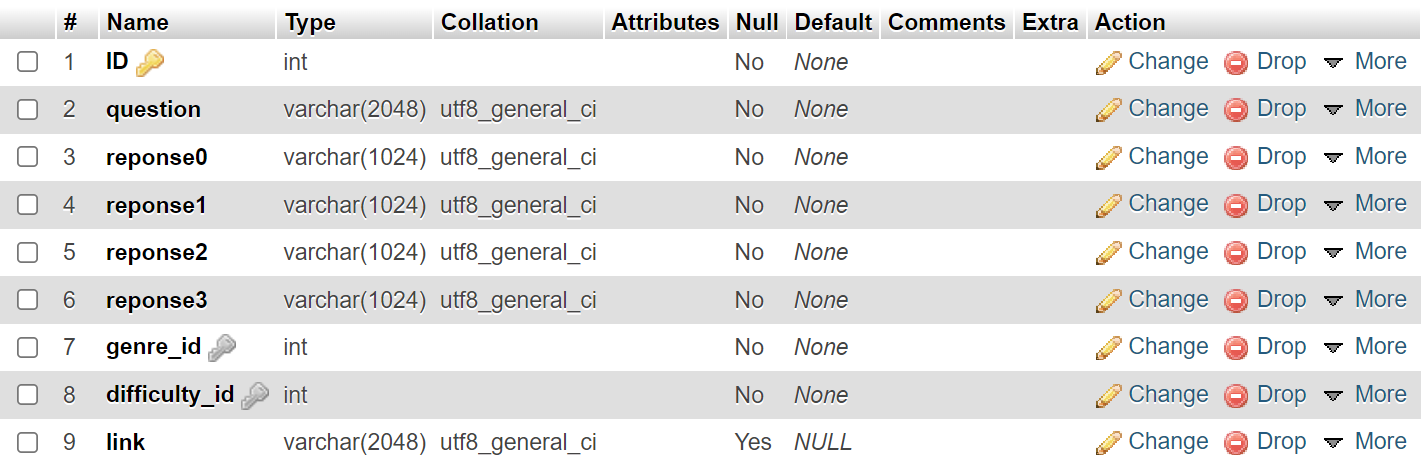 # Name Type Collation Attributes Null Default Comments Extra Action
1 ID int No None Change Drop More
2 question varchar(2048) utf8_general_ci No None Change Drop More
3 reponse0 varchar(1024) utf8_general_ci No None Change Drop More
4 reponse1 varchar(1024) utf8_general_ci No None Change Drop More
5 reponse2 varchar(1024) utf8_general_ci No None Change Drop More
6 reponse3 varchar(1024) utf8_general_ci No None Change Drop More
7 genre_id int No None Change Drop More
8 difficulty_id int No None Change Drop More
9 link varchar(2048) utf8_general_ci Yes NULL Change Drop More